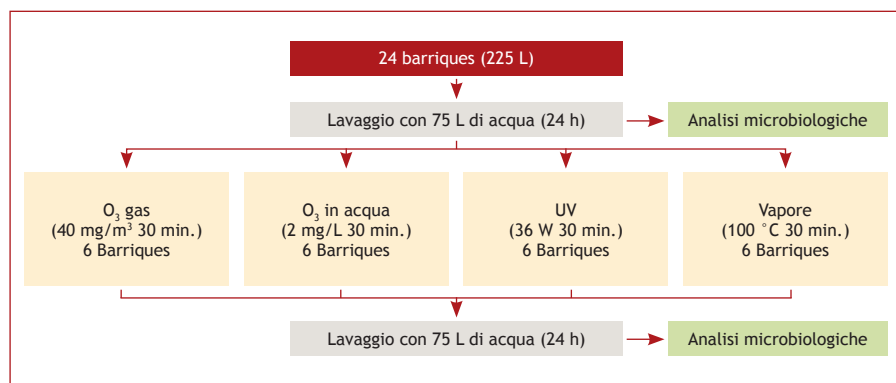 24 barriques (225 L)
Lavaggio con 75 L di acqua (24 h)
Analisi microbiologiche
O₃ gas
(40 mg/m³ 30 min.)
6 Barriques
O₃ in acqua
(2 mg/L 30 min.)
6 Barriques
UV
(36 W 30 min.)
6 Barriques
Vapore
(100 °C 30 min.)
6 Barriques
Lavaggio con 75 L di acqua (24 h)
Analisi microbiologiche